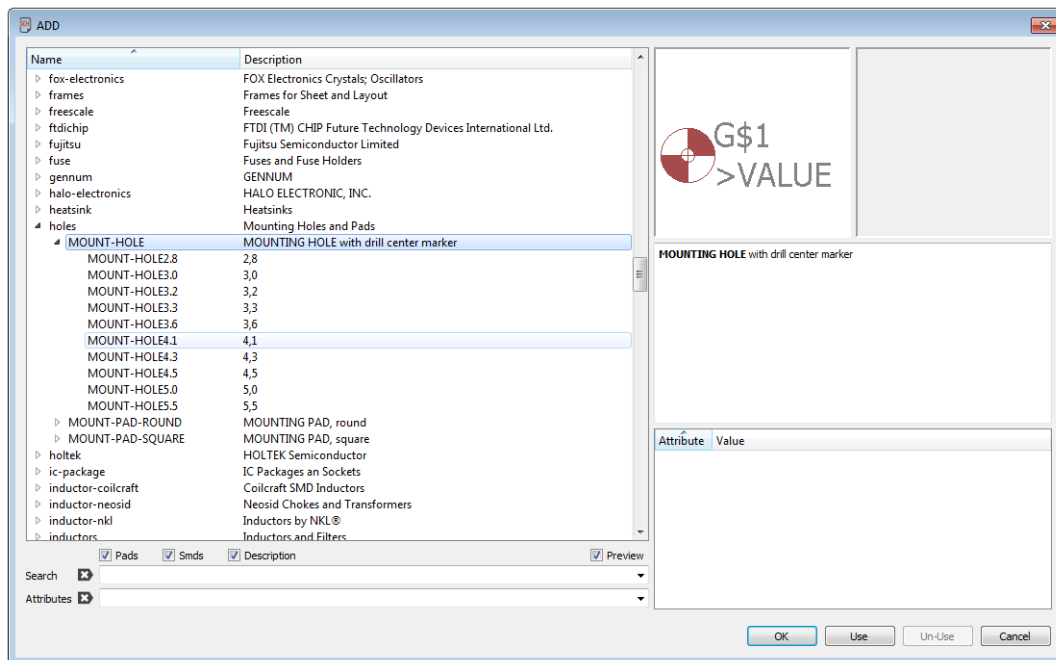 ADD
Name Description
fox-electronics FOX Electronics Crystals; Oscillators
frames Frames for Sheet and Layout
freescale Freescale
ftdichip FTDI (TM) CHIP Future Technology Devices International Ltd.
fujitsu Fujitsu Semiconductor Limited
fuse Fuses and Fuse Holders
gennum GENNUM
halo-electronics HALO ELECTRONIC, INC.
heatsink Heatsinks
holes Mounting Holes and Pads
MOUNT-HOLE MOUNTING HOLE with drill center marker
MOUNT-HOLE2.8 2,8
MOUNT-HOLE3.0 3,0
MOUNT-HOLE3.2 3,2
MOUNT-HOLE3.3 3,3
MOUNT-HOLE3.6 3,6
MOUNT-HOLE4.1 4,1
MOUNT-HOLE4.3 4,3
MOUNT-HOLE4.5 4,5
MOUNT-HOLE5.0 5,0
MOUNT-HOLE5.5 5,5
MOUNT-PAD-ROUND MOUNTING PAD, round
MOUNT-PAD-SQUARE MOUNTING PAD, square
holtek HOLTEK Semiconductor
ic-package IC Packages an Sockets
inductor-coilcraft Coilcraft SMD Inductors
inductor-neosid Neosid Chokes and Transformers
inductor-nkl Inductors by NKL®
inductors Inductors and Filters
Pads Smds Description Preview
Search
Attributes
G$1
>VALUE
MOUNTING HOLE with drill center marker
Attribute Value
OK Use Un-Use Cancel